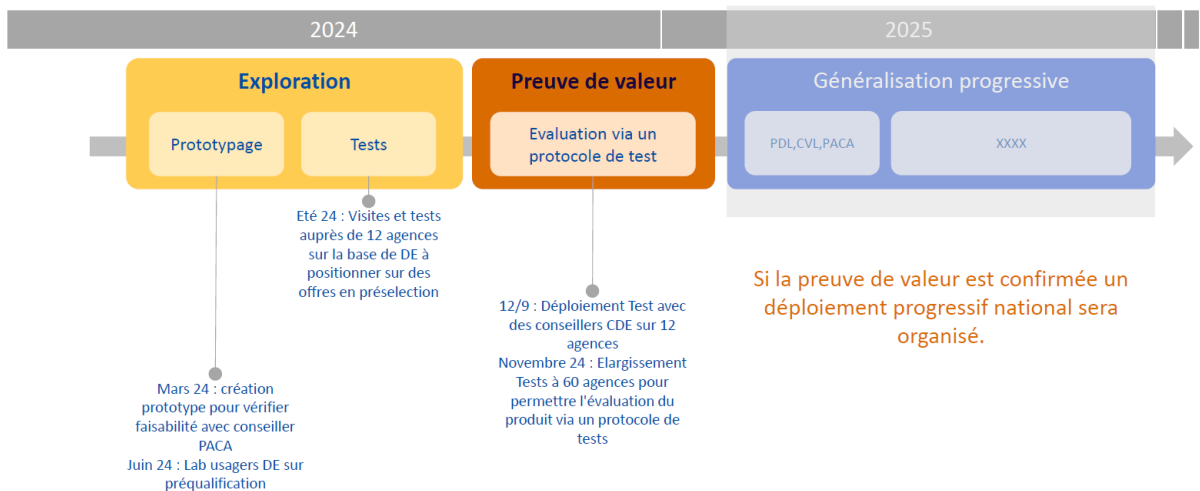 2024
2025
Exploration
Preuve de valeur
Généralisation progressive
Prototypage
Tests
Evaluation via un
protocole de test
PDL,CVL,PACA
XXXX
Eté 24 : Visites et tests
auprès de 12 agences
sur la base de DE à
positionner sur des
offres en préselection
Si la preuve de valeur est confirmée un
déploiement progressif national sera
organisé.
12/9 : Déploiement Test avec
des conseillers CDE sur 12
agences
Novembre 24 : Elargissement
Tests à 60 agences pour
permettre l'évaluation du
produit via un protocole de
tests
Mars 24 : création
prototype pour vérifier
faisabilité avec conseiller
PACA
Juin 24 : Lab usagers DE sur
préqualification